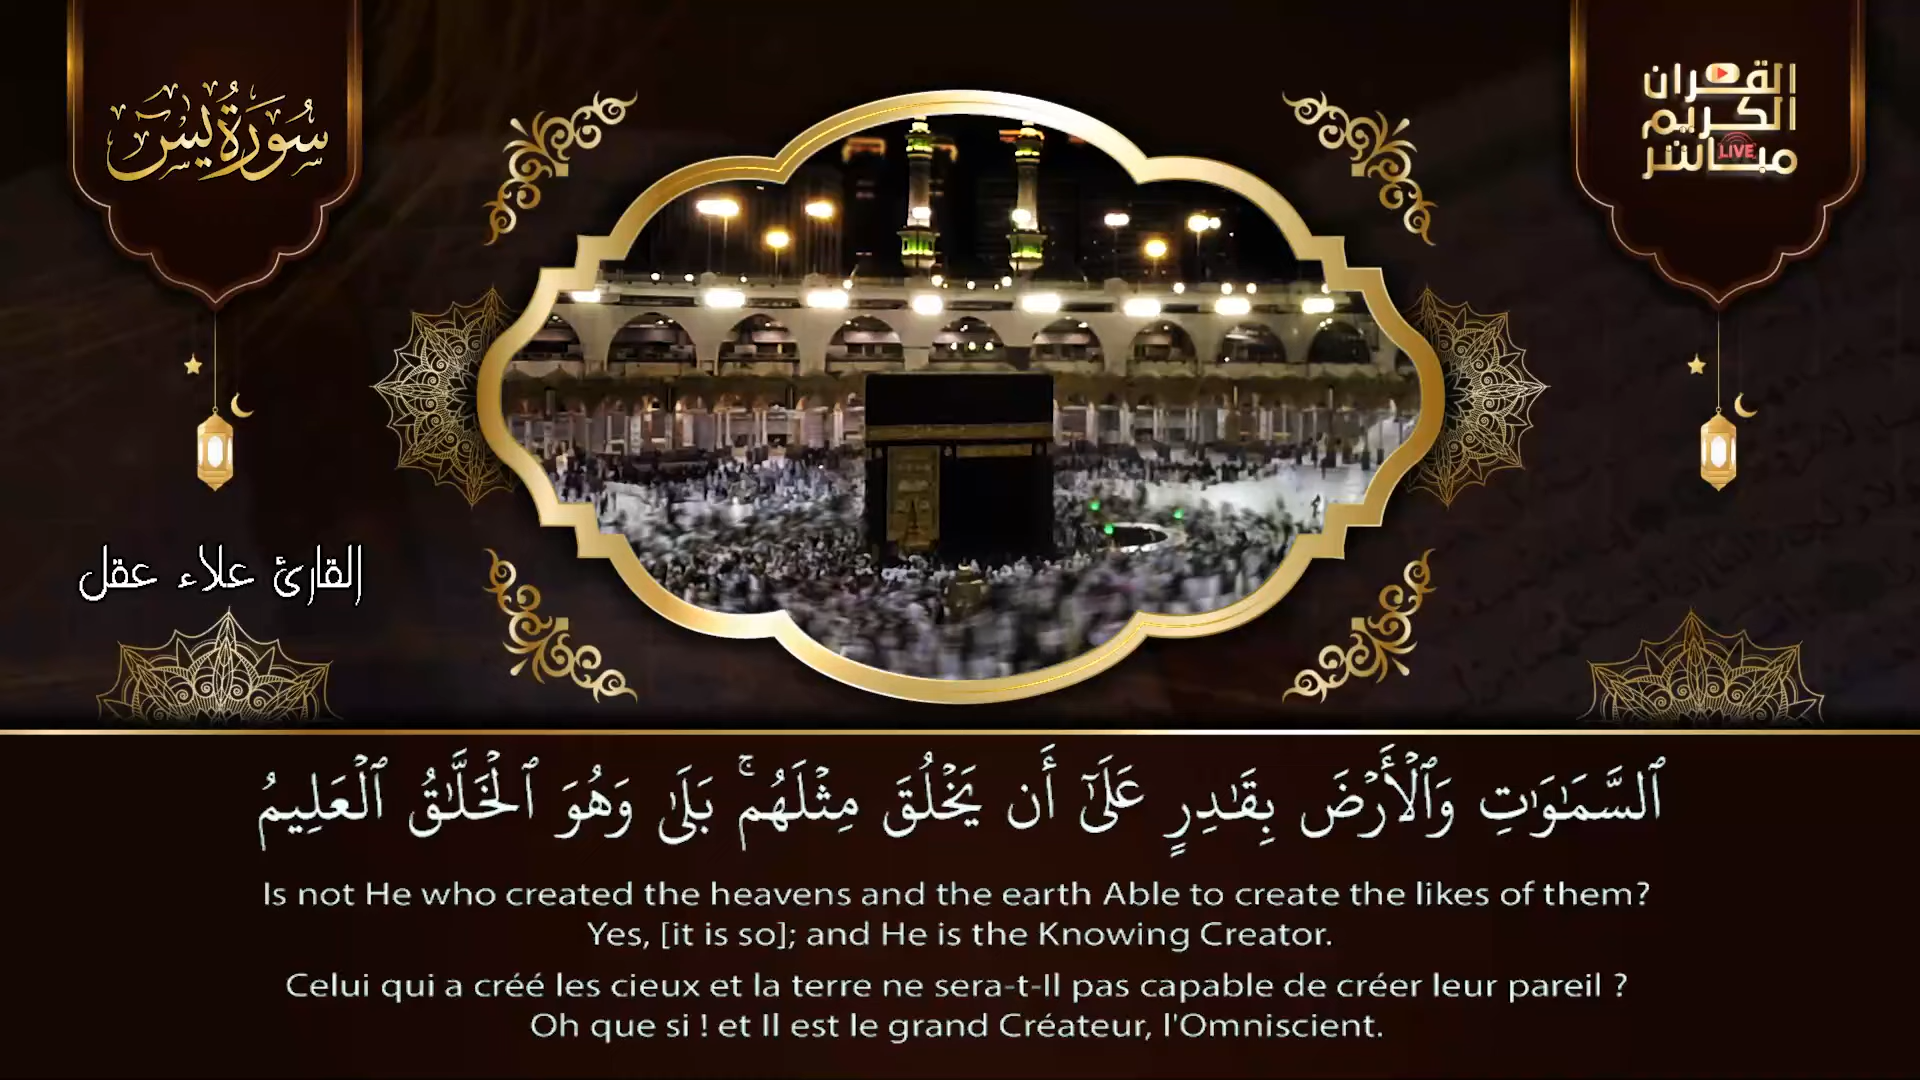 سُورَةُ يسٓ
القرآن
الكريم
مباشر
LIVE
القارئ علاء عقل
ٱلسَّمَٰوَٰتِ وَٱلْأَرْضَ بِقَٰدِرٍ عَلَىٰٓ أَن يَخْلُقَ مِثْلَهُم ۚ بَلَىٰ وَهُوَ ٱلْخَلَّٰقُ ٱلْعَلِيمُ
Is not He who created the heavens and the earth Able to create the likes of them?
Yes, [it is so]; and He is the Knowing Creator.
Celui qui a créé les cieux et la terre ne sera-t-Il pas capable de créer leur pareil ?
Oh que si ! et Il est le grand Créateur, l'Omniscient.